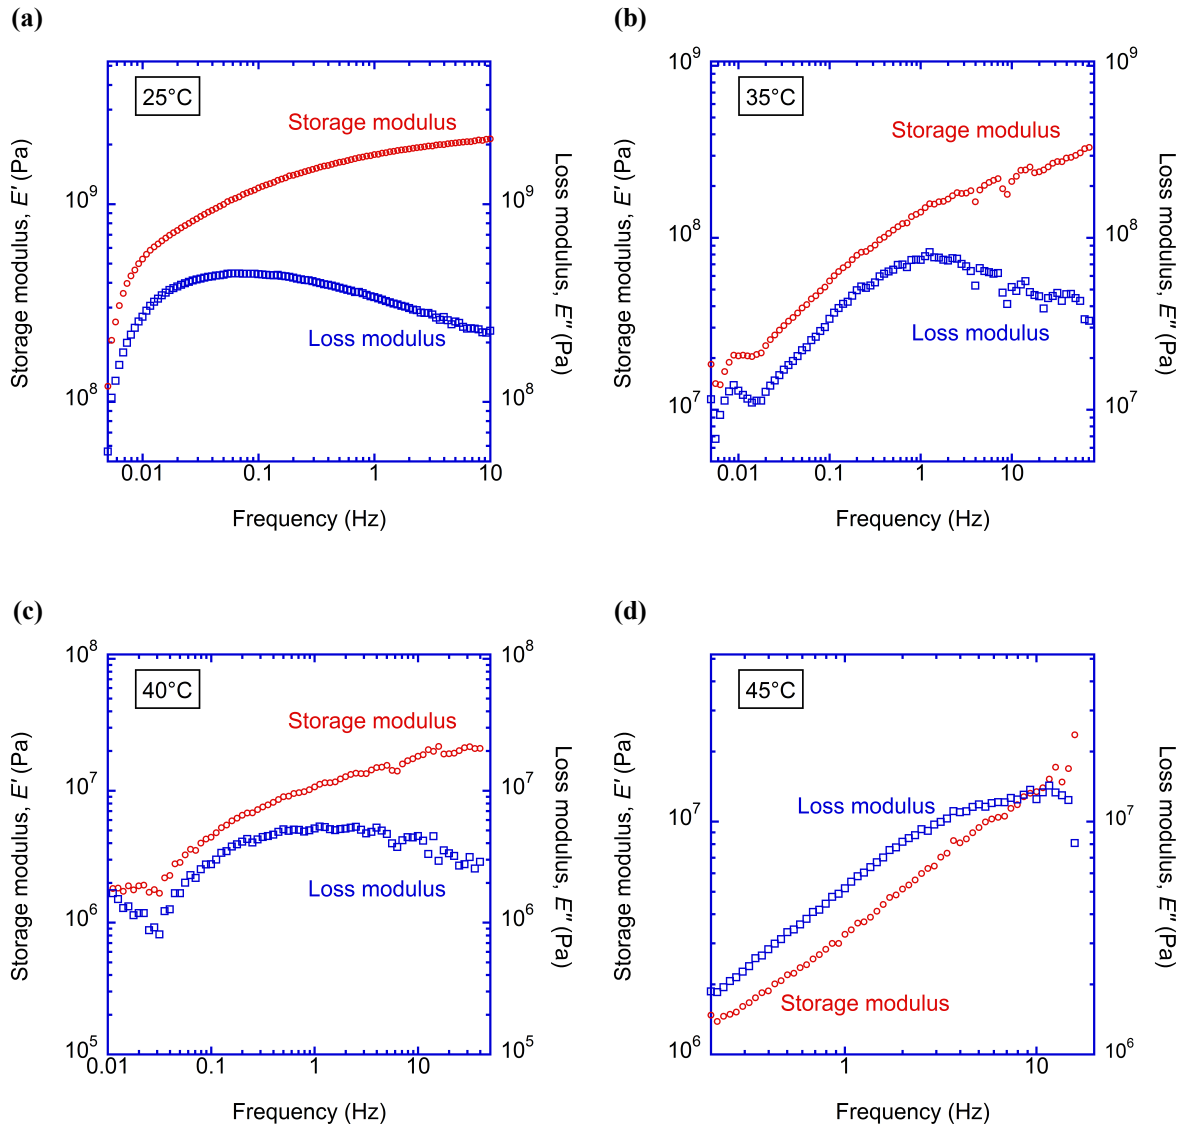 (a)
25°C
Storage modulus
Loss modulus
10⁹
10⁸
10⁹
10⁸
0.01 0.1 1 10
Frequency (Hz)
Storage modulus, E′ (Pa)
Loss modulus, E″ (Pa)
(b)
35°C
Storage modulus
Loss modulus
10⁹
10⁸
10⁷
10⁹
10⁸
10⁷
0.01 0.1 1 10
Frequency (Hz)
Storage modulus, E′ (Pa)
Loss modulus, E″ (Pa)
(c)
40°C
Storage modulus
Loss modulus
10⁸
10⁷
10⁶
10⁵
10⁸
10⁷
10⁶
10⁵
0.01 0.1 1 10
Frequency (Hz)
Storage modulus, E′ (Pa)
Loss modulus, E″ (Pa)
(d)
45°C
Loss modulus
Storage modulus
10⁷
10⁶
10⁷
10⁶
1 10
Frequency (Hz)
Storage modulus, E′ (Pa)
Loss modulus, E″ (Pa)